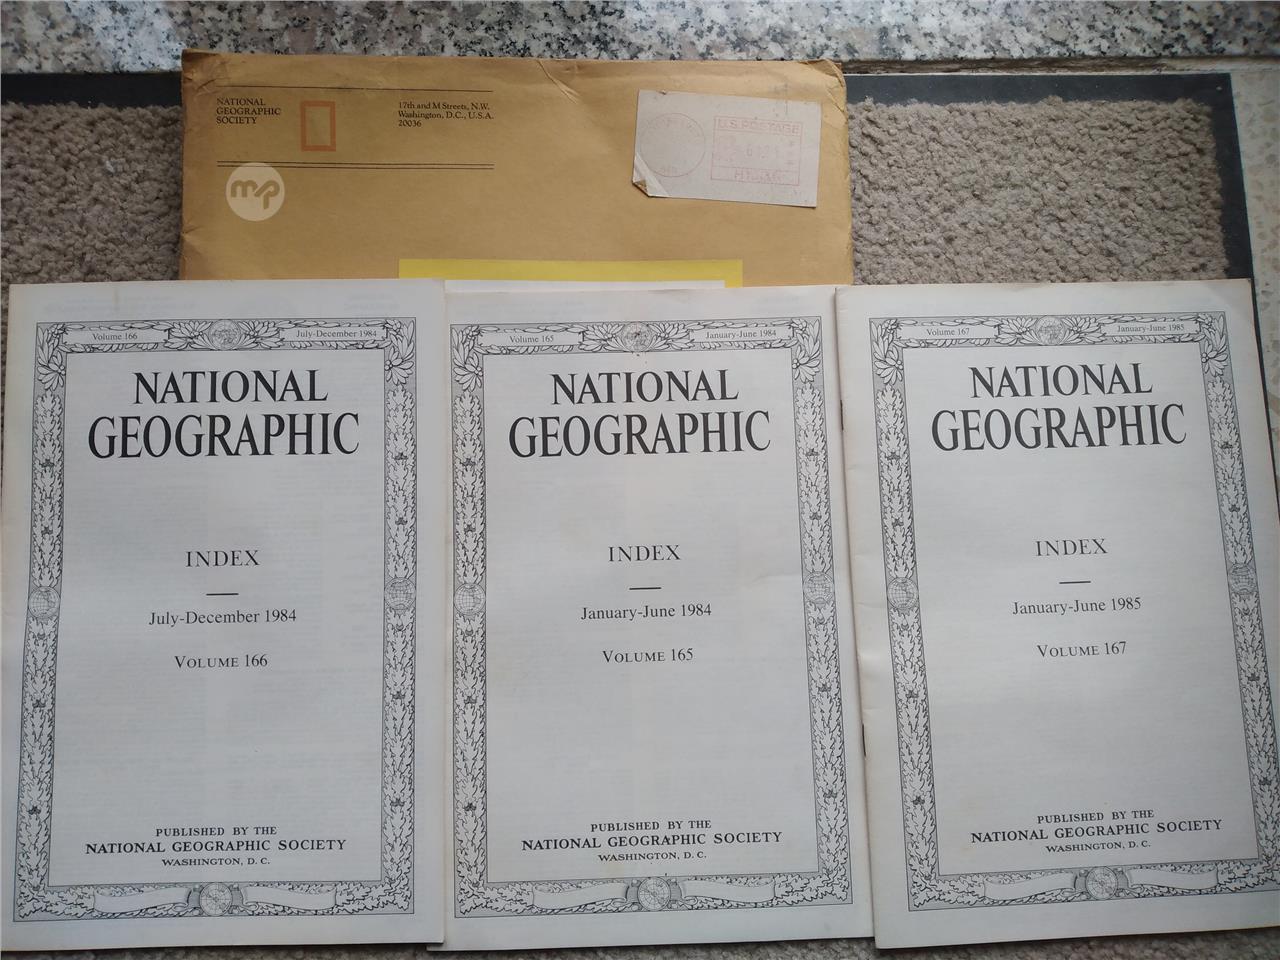 NATIONAL
GEOGRAPHIC
SOCIETY
17th and M Streets, N.W.
Washington, D.C., U.S.A.
20036
U.S. POSTAGE
mp
Volume 166 July-December 1984
NATIONAL
GEOGRAPHIC
INDEX
July-December 1984
VOLUME 166
PUBLISHED BY THE
NATIONAL GEOGRAPHIC SOCIETY
WASHINGTON, D. C.
Volume 165 January-June 1984
NATIONAL
GEOGRAPHIC
INDEX
January-June 1984
VOLUME 165
PUBLISHED BY THE
NATIONAL GEOGRAPHIC SOCIETY
WASHINGTON, D. C.
Volume 167 January-June 1985
NATIONAL
GEOGRAPHIC
INDEX
January-June 1985
VOLUME 167
PUBLISHED BY THE
NATIONAL GEOGRAPHIC SOCIETY
WASHINGTON, D. C.